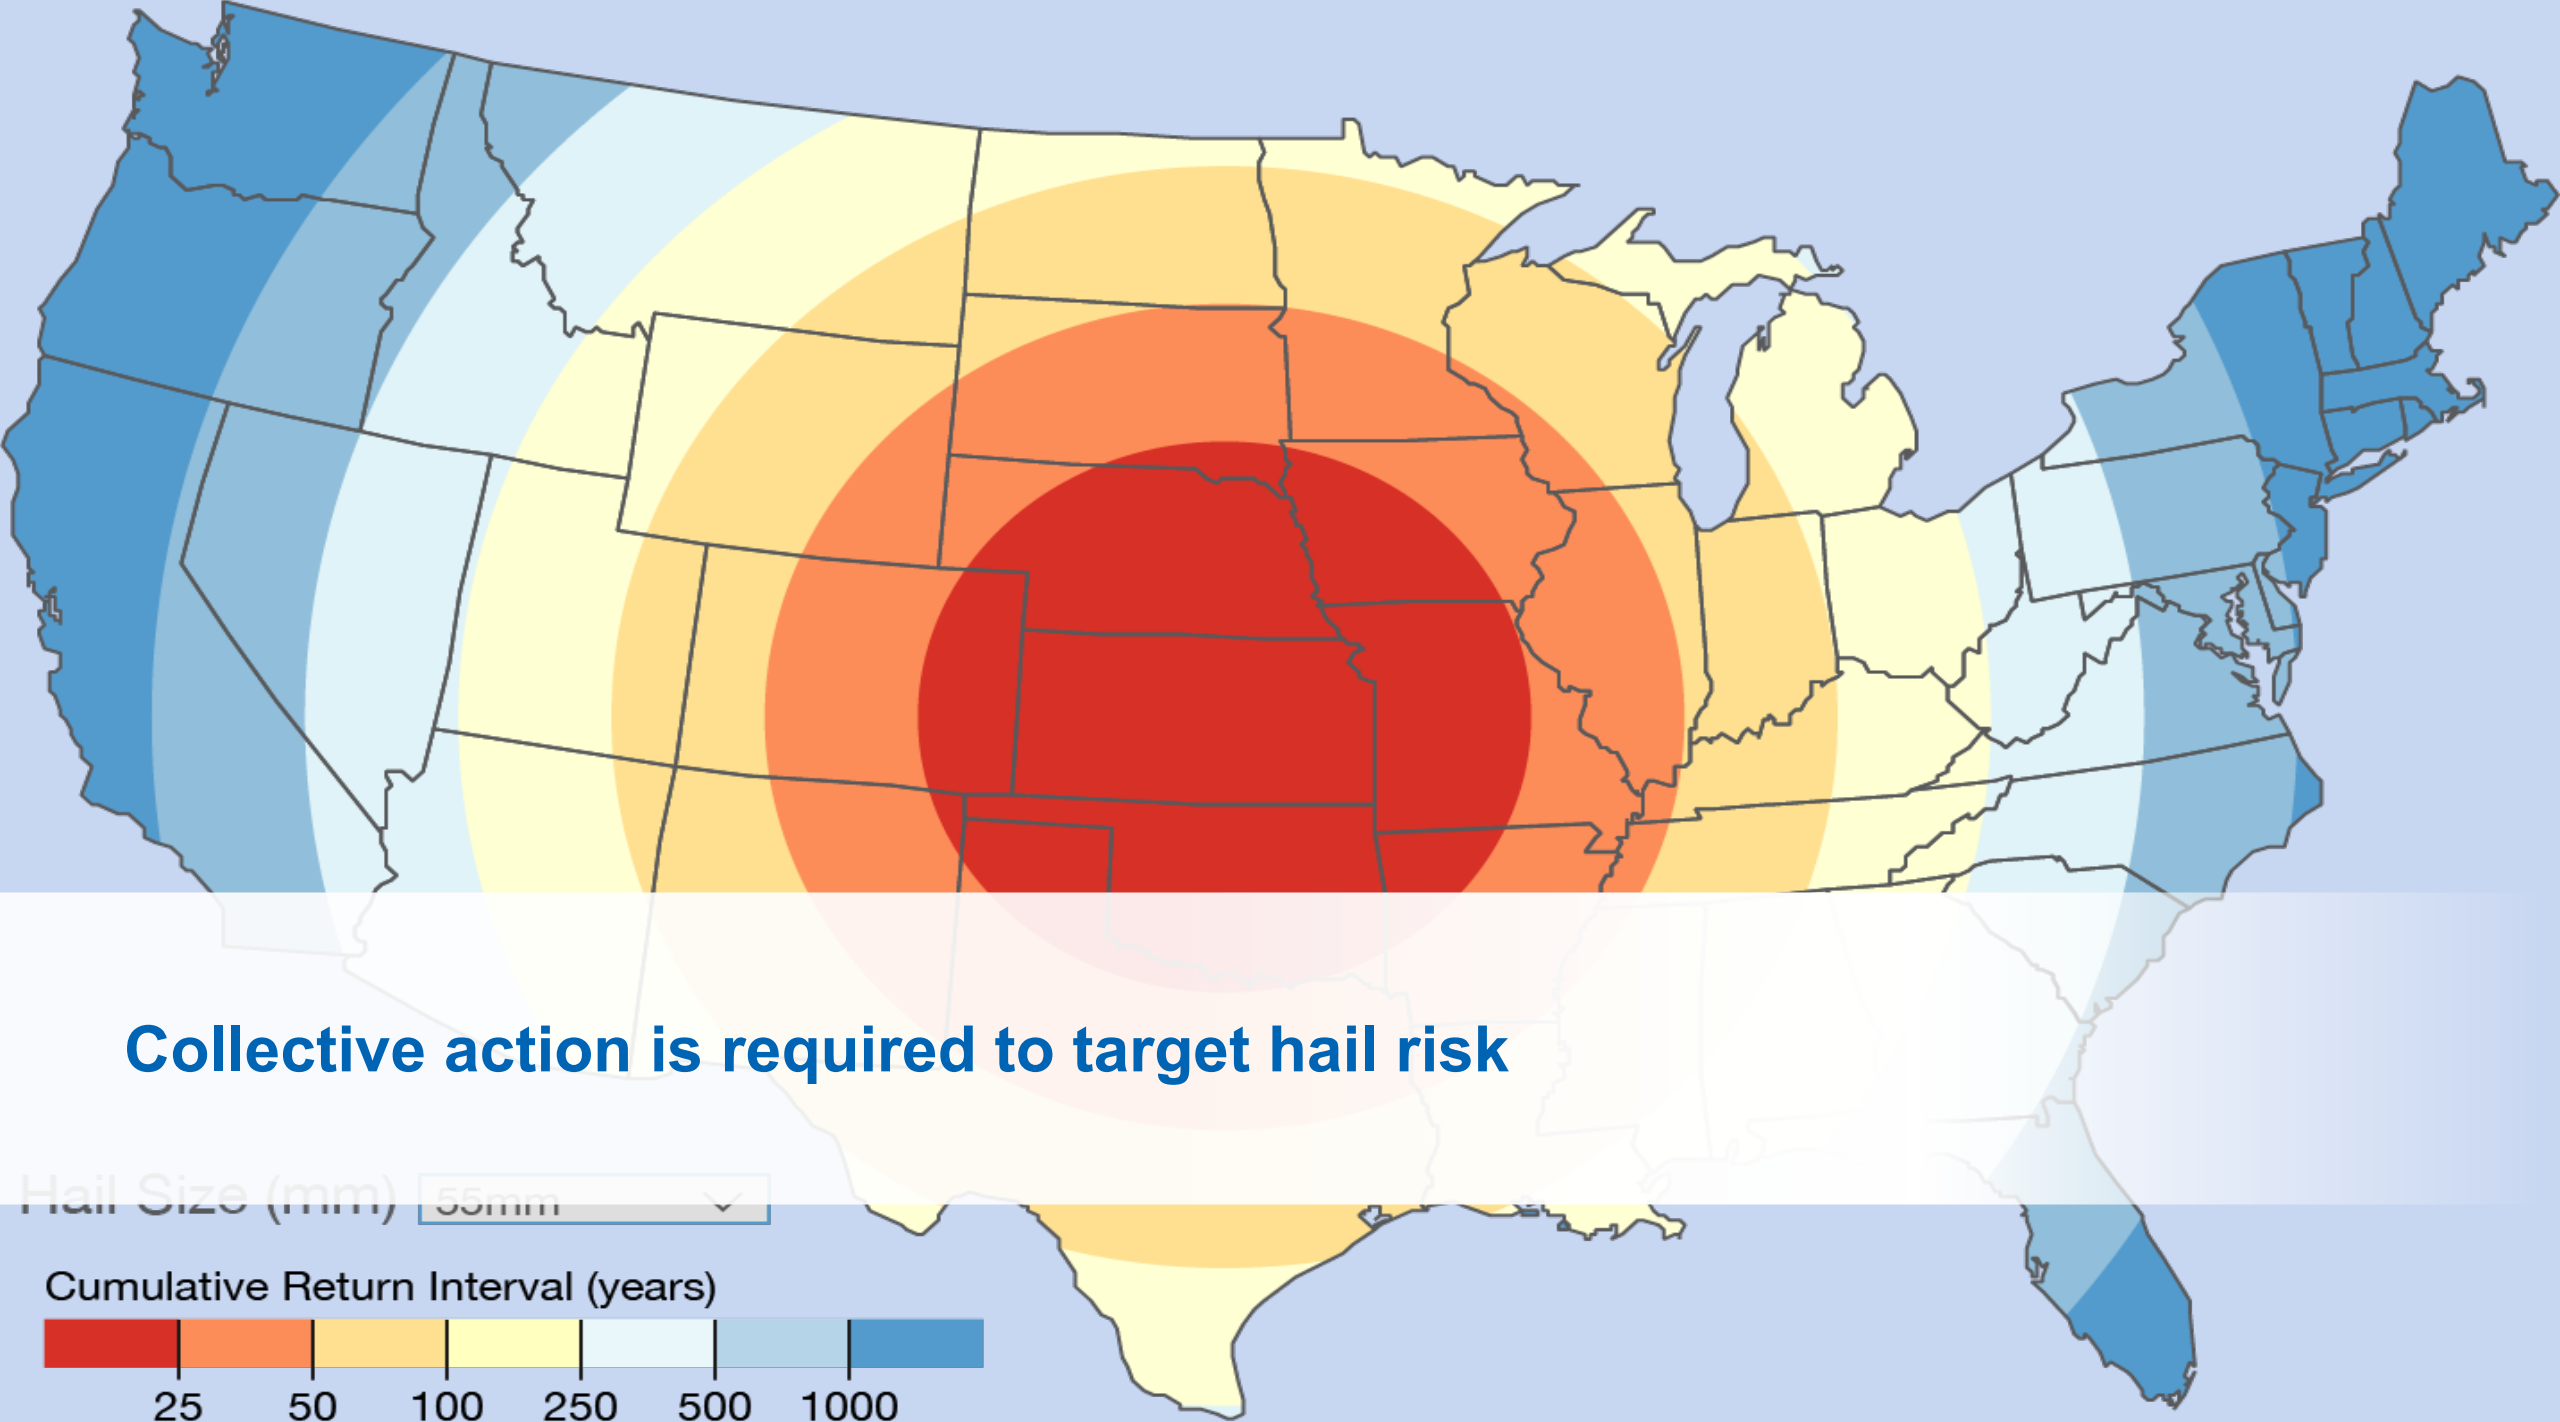 Collective action is required to target hail risk
Hail Size (mm) 55mm
Cumulative Return Interval (years)
25 50 100 250 500 1000